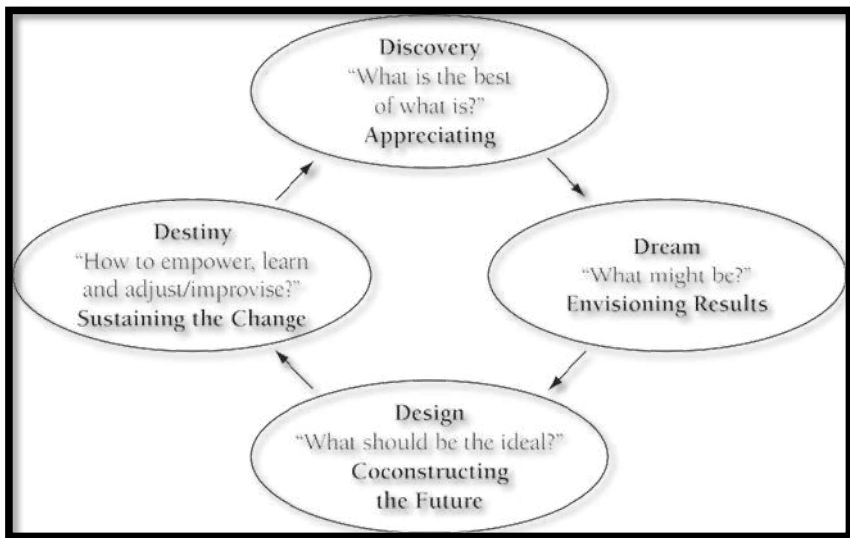 Discovery
“What is the best
of what is?”
Appreciating
Dream
“What might be?”
Envisioning Results
Design
“What should be the ideal?”
Coconstructing
the Future
Destiny
“How to empower, learn
and adjust/improvise?”
Sustaining the Change